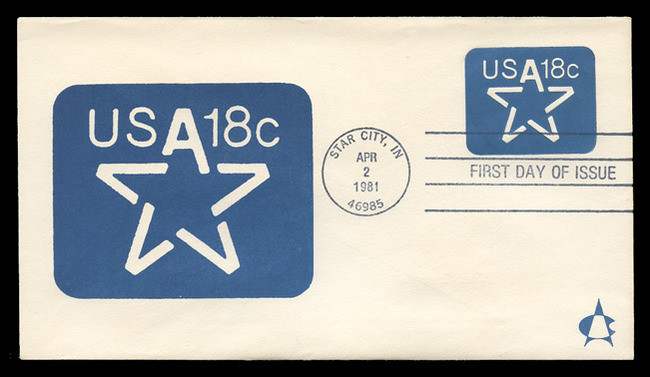 USA18c
USA18c
STAR CITY, IN
APR
2
1981
46985
FIRST DAY OF ISSUE